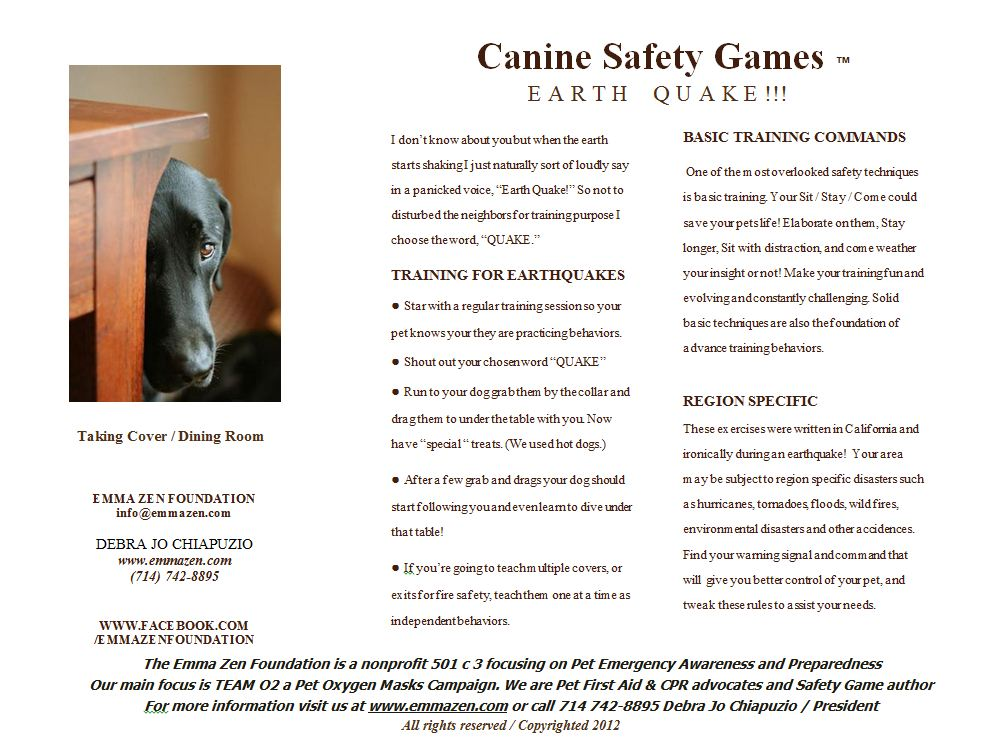 Canine Safety Games ™
EARTH QUAKE!!!
I don't know about you but when the earth
starts shaking I just naturally sort of loudly say
in a panicked voice, "Earth Quake!" So not to
disturbed the neighbors for training purpose I
choose the word, "QUAKE."
TRAINING FOR EARTHQUAKES
● Star with a regular training session so your
pet knows your they are practicing behaviors.
● Shout out your chosen word "QUAKE"
● Run to your dog grab them by the collar and
drag them to under the table with you. Now
have "special " treats. (We used hot dogs.)
● After a few grab and drags your dog should
start following you and even learn to dive under
that table!
● If you're going to teach multiple covers, or
exits for fire safety, teach them one at a time as
independent behaviors.
BASIC TRAINING COMMANDS
One of the most overlooked safety techniques
is basic training. Your Sit / Stay / Come could
save your pets life! Elaborate on them, Stay
longer, Sit with distraction, and come weather
your insight or not! Make your training fun and
evolving and constantly challenging. Solid
basic techniques are also the foundation of
advance training behaviors.
REGION SPECIFIC
These exercises were written in California and
ironically during an earthquake! Your area
may be subject to region specific disasters such
as hurricanes, tornadoes, floods, wild fires,
environmental disasters and other accidences.
Find your warning signal and command that
will give you better control of your pet, and
tweak these rules to assist your needs.
Taking Cover / Dining Room
EMMA ZEN FOUNDATION
info@emmazen.com
DEBRA JO CHIAPUZIO
www.emmazen.com
(714) 742-8895
WWW.FACEBOOK.COM
/EMMAZENFOUNDATION
The Emma Zen Foundation is a nonprofit 501 c 3 focusing on Pet Emergency Awareness and Preparedness
Our main focus is TEAM O2 a Pet Oxygen Masks Campaign. We are Pet First Aid & CPR advocates and Safety Game author
For more information visit us at www.emmazen.com or call 714 742-8895 Debra Jo Chiapuzio / President
All rights reserved / Copyrighted 2012